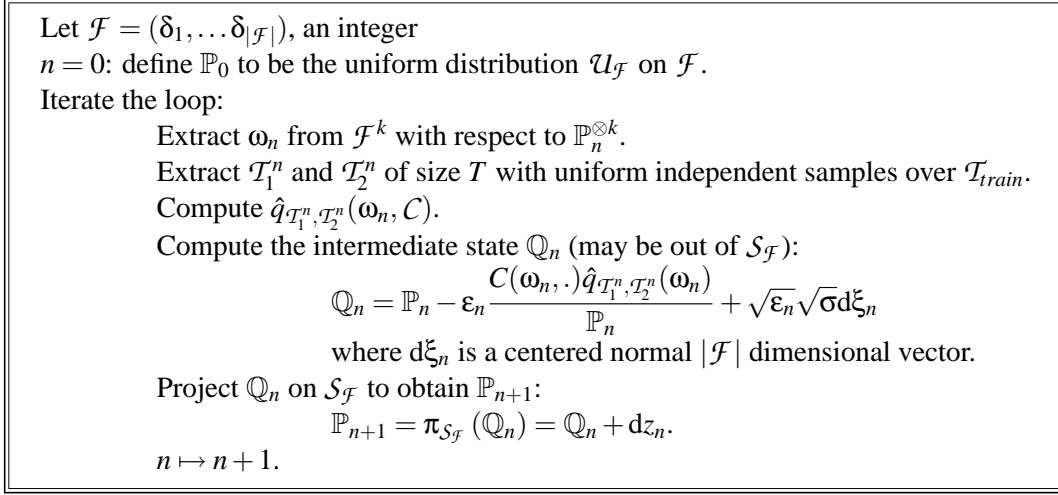 Let ℱ = (δ₁,…δ_{|ℱ|}), an integer
n = 0: define ℙ₀ to be the uniform distribution 𝒰_ℱ on ℱ.
Iterate the loop:
Extract ωₙ from ℱᵏ with respect to ℙₙ^{⊗k}.
Extract 𝒯₁ⁿ and 𝒯₂ⁿ of size T with uniform independent samples over 𝒯_{train}.
Compute q̂_{𝒯₁ⁿ,𝒯₂ⁿ}(ωₙ, 𝒞).
Compute the intermediate state ℚₙ (may be out of 𝒮_ℱ):
ℚₙ = ℙₙ − εₙ \frac{C(ωₙ,.)q̂_{𝒯₁ⁿ,𝒯₂ⁿ}(ωₙ)}{ℙₙ} + √εₙ√σdξₙ
where dξₙ is a centered normal |ℱ| dimensional vector.
Project ℚₙ on 𝒮_ℱ to obtain ℙₙ₊₁:
ℙₙ₊₁ = π_{𝒮_ℱ} (ℚₙ) = ℚₙ + dzₙ.
n ↦ n + 1.